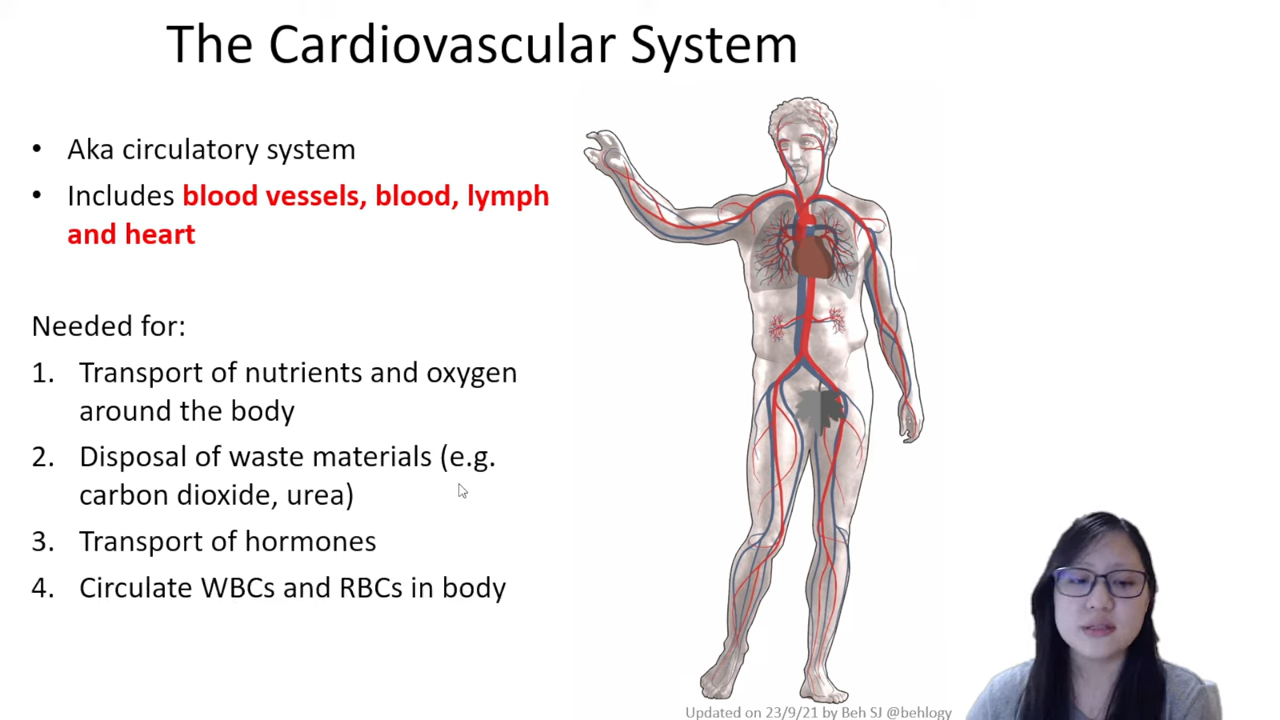 The Cardiovascular System
• Aka circulatory system
• Includes blood vessels, blood, lymph
and heart
Needed for:
1. Transport of nutrients and oxygen
around the body
2. Disposal of waste materials (e.g.
carbon dioxide, urea)
3. Transport of hormones
4. Circulate WBCs and RBCs in body
Updated on 23/9/21 by Beh SJ @behlogy